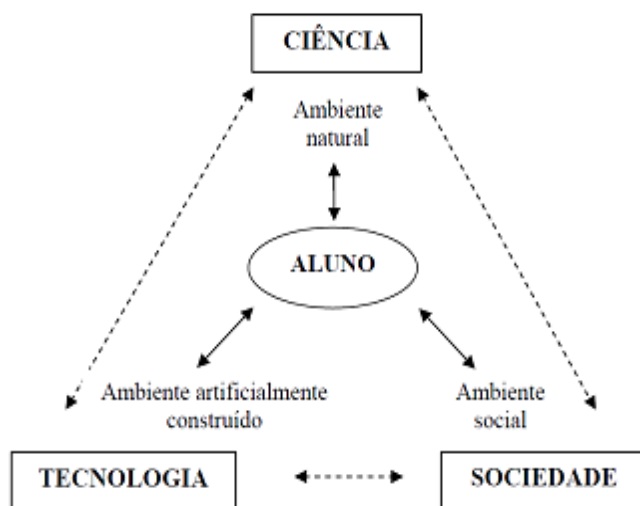 CIÊNCIA
Ambiente
natural
ALUNO
Ambiente artificialmente
construído
Ambiente
social
TECNOLOGIA
SOCIEDADE